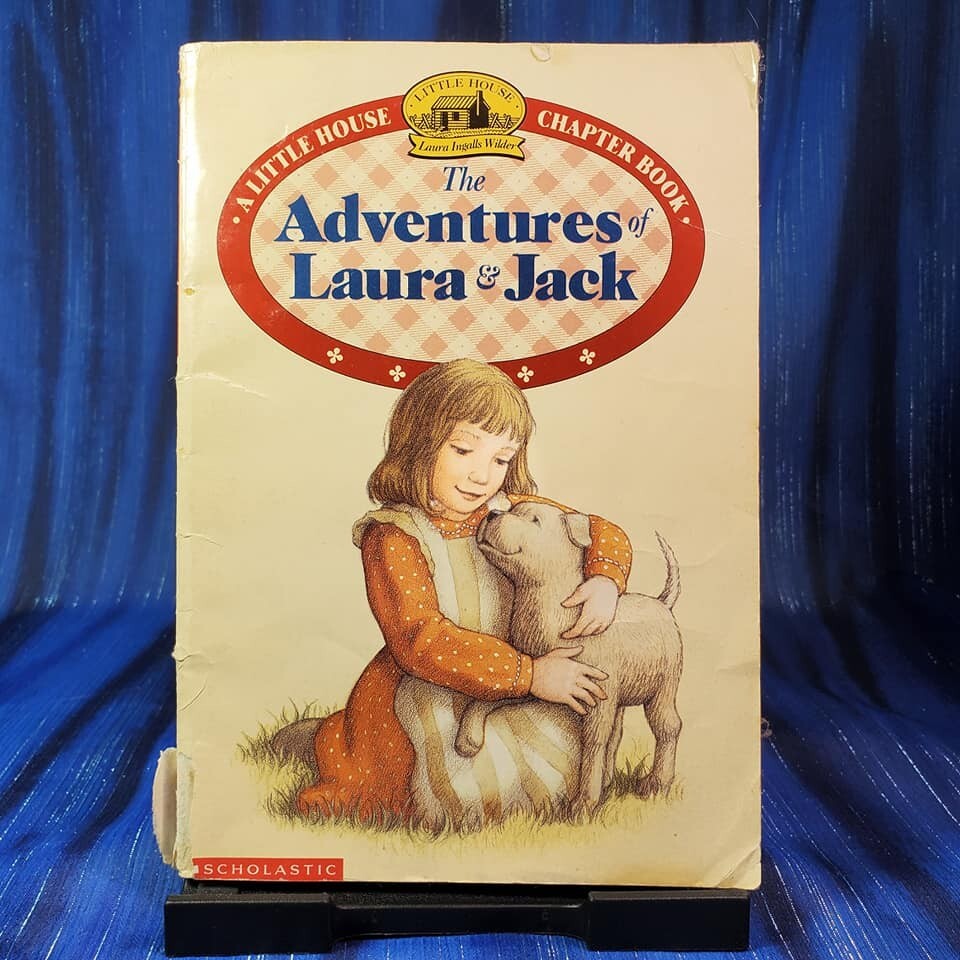 · LITTLE HOUSE ·
Laura Ingalls Wilder
· A LITTLE HOUSE CHAPTER BOOK ·
The
Adventures of
Laura & Jack
SCHOLASTIC